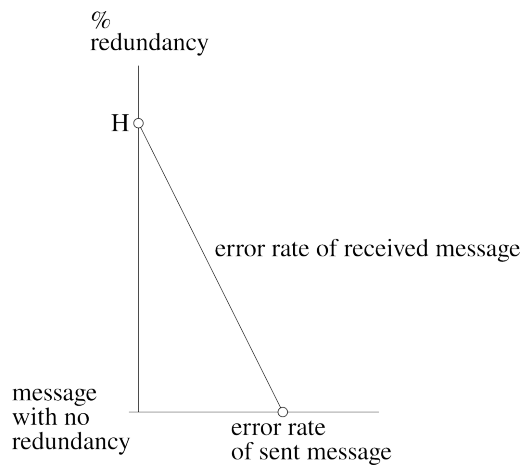 %
redundancy
H
error rate of received message
message
with no
redundancy
error rate
of sent message